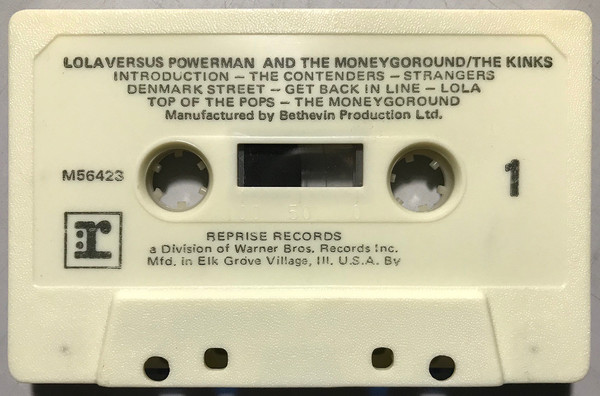 LOLAVERSUS POWERMAN AND THE MONEYGOROUND/THE KINKS
INTRODUCTION – THE CONTENDERS – STRANGERS
DENMARK STREET – GET BACK IN LINE – LOLA
TOP OF THE POPS – THE MONEYGOROUND
Manufactured by Bethevin Production Ltd.
M56423
1
r
REPRISE RECORDS
a Division of Warner Bros. Records Inc.
Mfd. in Elk Grove Village, Ill. U.S.A. By